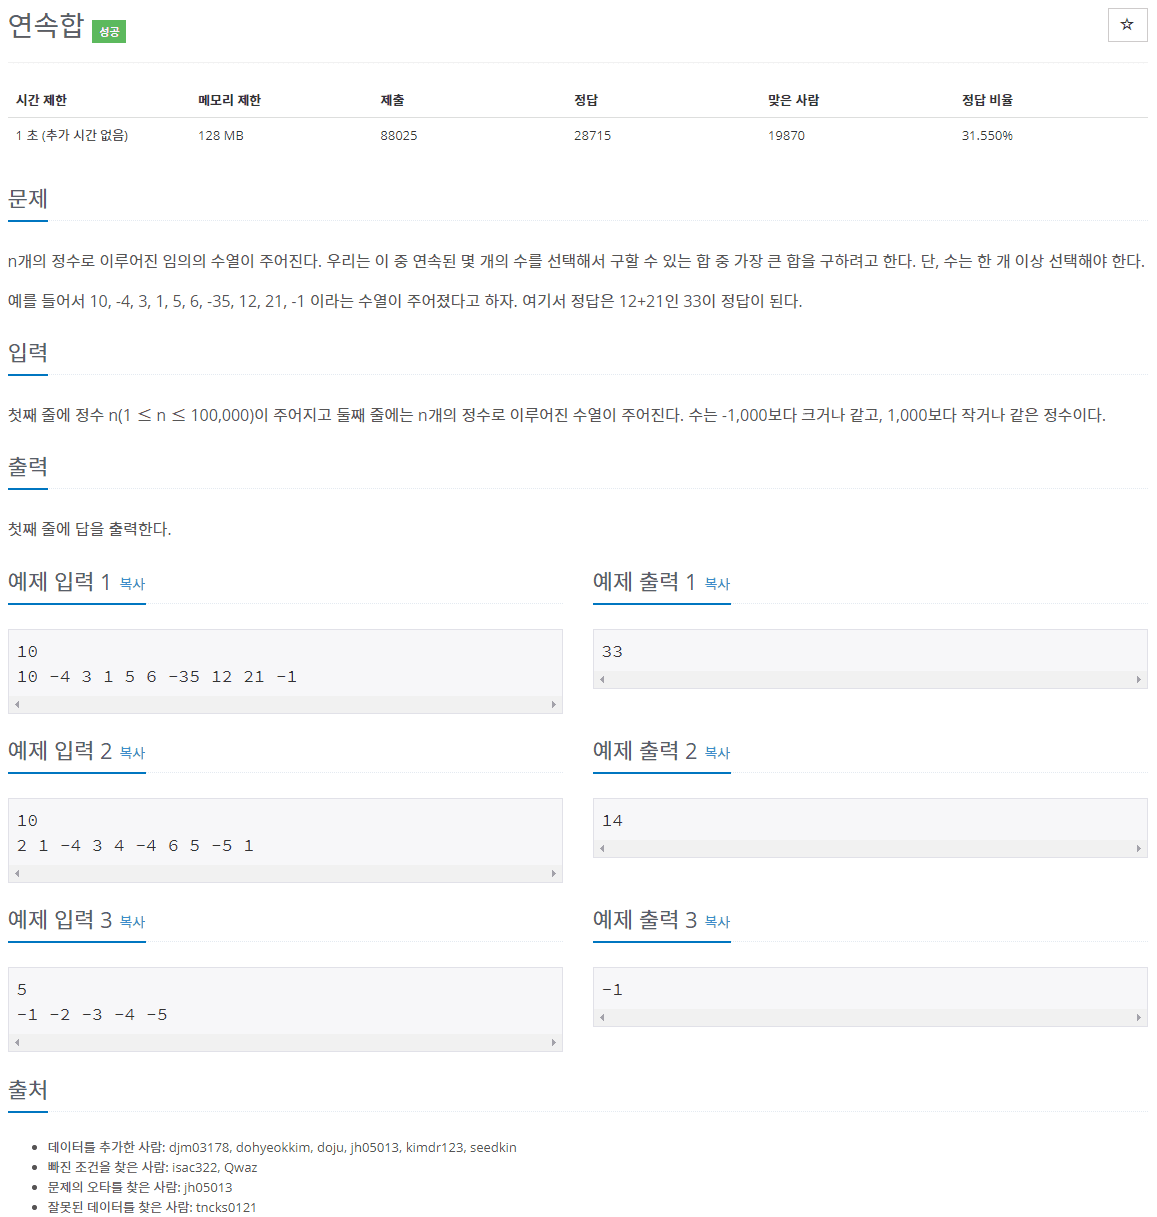 연속합 성공
☆
시간 제한 메모리 제한 제출 정답 맞은 사람 정답 비율
1 초 (추가 시간 없음) 128 MB 88025 28715 19870 31.550%
문제
n개의 정수로 이루어진 임의의 수열이 주어진다. 우리는 이 중 연속된 몇 개의 수를 선택해서 구할 수 있는 합 중 가장 큰 합을 구하려고 한다. 단, 수는 한 개 이상 선택해야 한다.
예를 들어서 10, -4, 3, 1, 5, 6, -35, 12, 21, -1 이라는 수열이 주어졌다고 하자. 여기서 정답은 12+21인 33이 정답이 된다.
입력
첫째 줄에 정수 n(1 ≤ n ≤ 100,000)이 주어지고 둘째 줄에는 n개의 정수로 이루어진 수열이 주어진다. 수는 -1,000보다 크거나 같고, 1,000보다 작거나 같은 정수이다.
출력
첫째 줄에 답을 출력한다.
예제 입력 1 복사
10
10 -4 3 1 5 6 -35 12 21 -1
예제 출력 1 복사
33
예제 입력 2 복사
10
2 1 -4 3 4 -4 6 5 -5 1
예제 출력 2 복사
14
예제 입력 3 복사
5
-1 -2 -3 -4 -5
예제 출력 3 복사
-1
출처
데이터를 추가한 사람: djm03178, dohyeokkim, doju, jh05013, kimdr123, seedkin
빠진 조건을 찾은 사람: isac322, Qwaz
문제의 오타를 찾은 사람: jh05013
잘못된 데이터를 찾은 사람: tncks0121